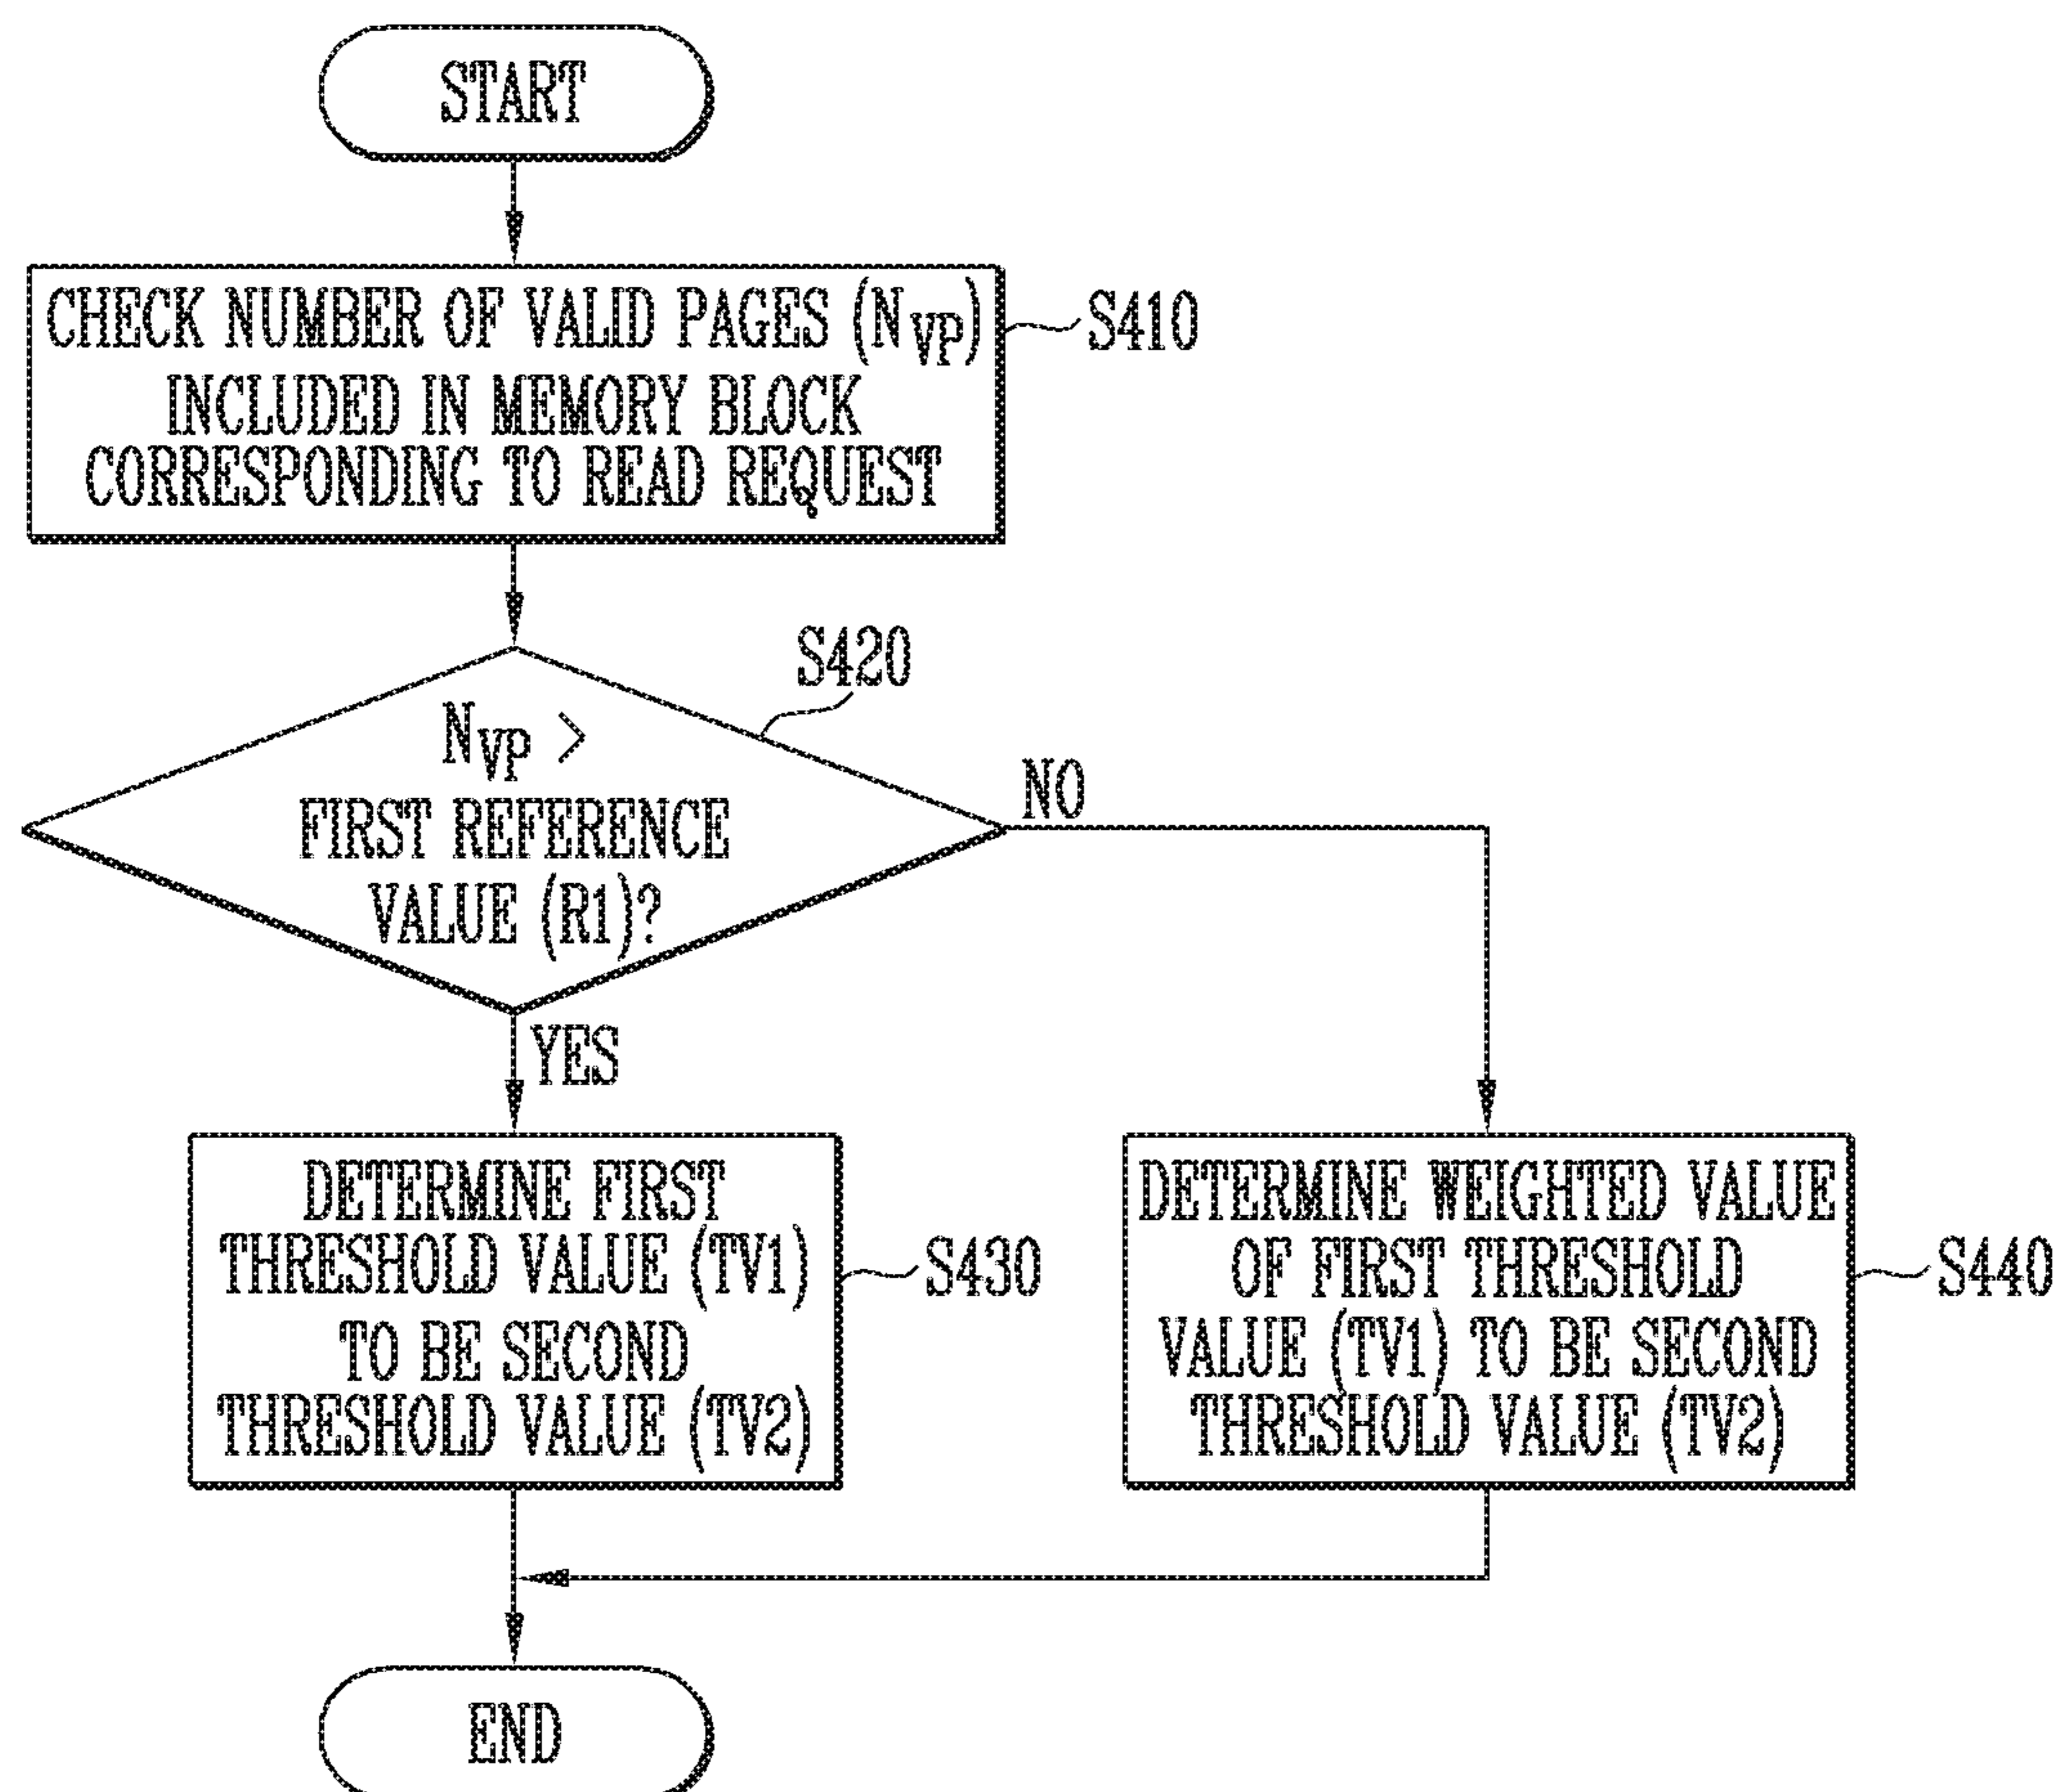 START
CHECK NUMBER OF VALID PAGES (NVP)
INCLUDED IN MEMORY BLOCK
CORRESPONDING TO READ REQUEST
S410
S420
NVP >
FIRST REFERENCE
VALUE (R1)?
NO
YES
DETERMINE FIRST
THRESHOLD VALUE (TV1)
TO BE SECOND
THRESHOLD VALUE (TV2)
S430
DETERMINE WEIGHTED VALUE
OF FIRST THRESHOLD
VALUE (TV1) TO BE SECOND
THRESHOLD VALUE (TV2)
S440
END